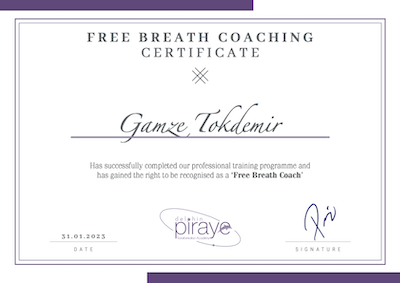 FREE BREATH COACHING
CERTIFICATE
Gamze Tokdemir
Has successfully completed our professional training programme and
has gained the right to be recognised as a ‘Free Breath Coach’
31.01.2023
DATE
delphin
piraye
SIGNATURE